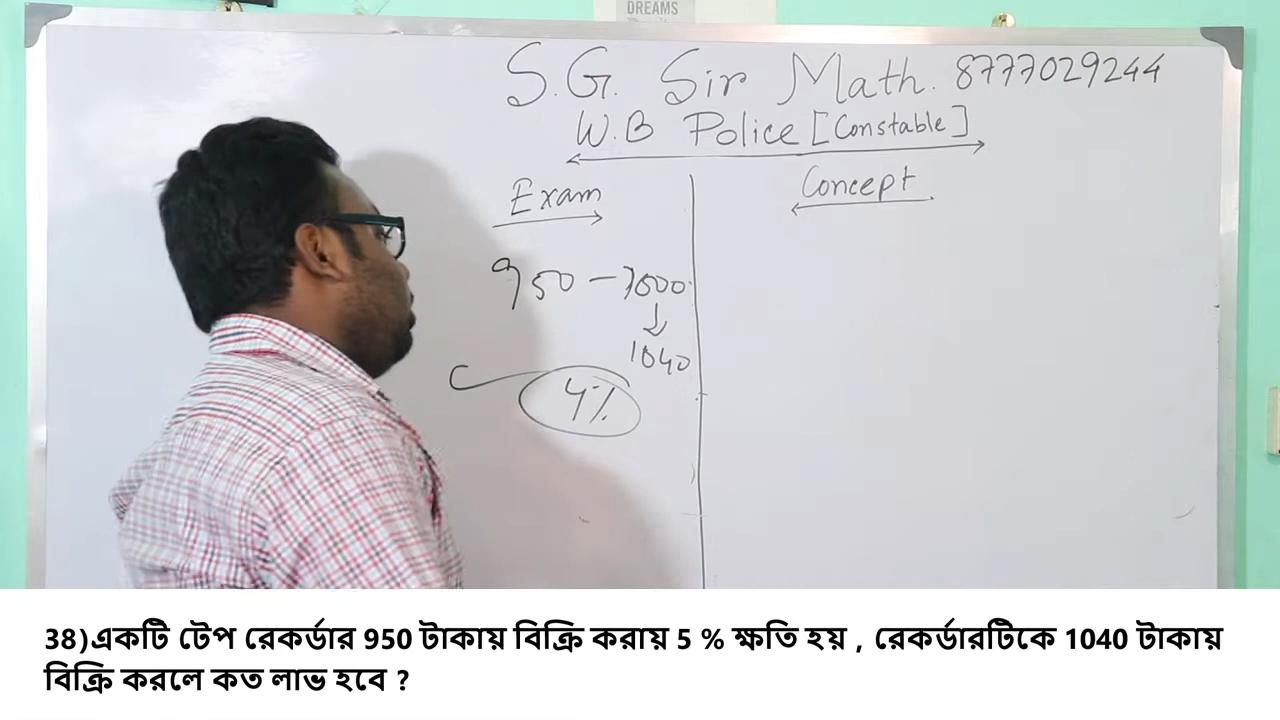 DREAMS
S.G. Sir Math. 8777029244
W.B Police [Constable]
Exam
Concept
950 - 1000
1040
4%
38)একটি টেপ রেকর্ডার 950 টাকায় বিক্রি করায় 5 % ক্ষতি হয় , রেকর্ডারটিকে 1040 টাকায়
বিক্রি করলে কত লাভ হবে ?